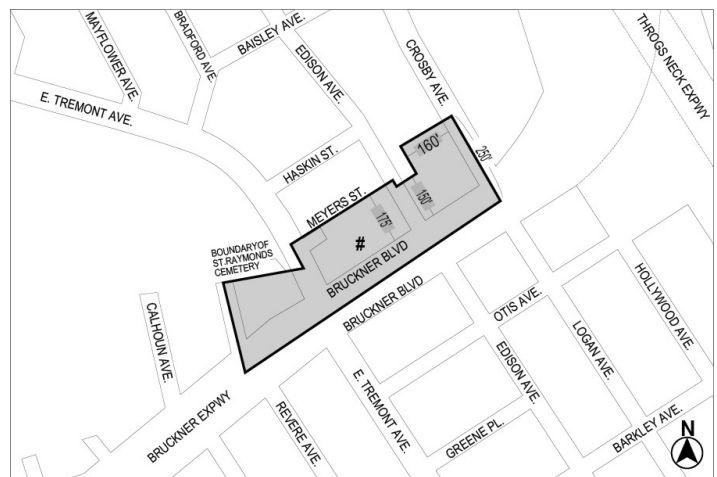 MAYFLOWER AVE.
BRADFORD AVE.
BAISLEY AVE.
EDISON AVE.
CROSBY AVE.
THROGS NECK EXPWY
E. TREMONT AVE.
160'
250'
HASKIN ST.
MEYERS ST.
150'
175'
#
BOUNDARYOF
ST.RAYMONDS
CEMETERY
BRUCKNER BLVD
BRUCKNER BLVD
OTIS AVE.
HOLLYWOOD AVE.
CALHOUN AVE.
LOGAN AVE.
EDISON AVE.
E. TREMONT AVE.
BRUCKNER EXPWY
REVERE AVE.
GREENE PL.
BARKLEY AVE.
N